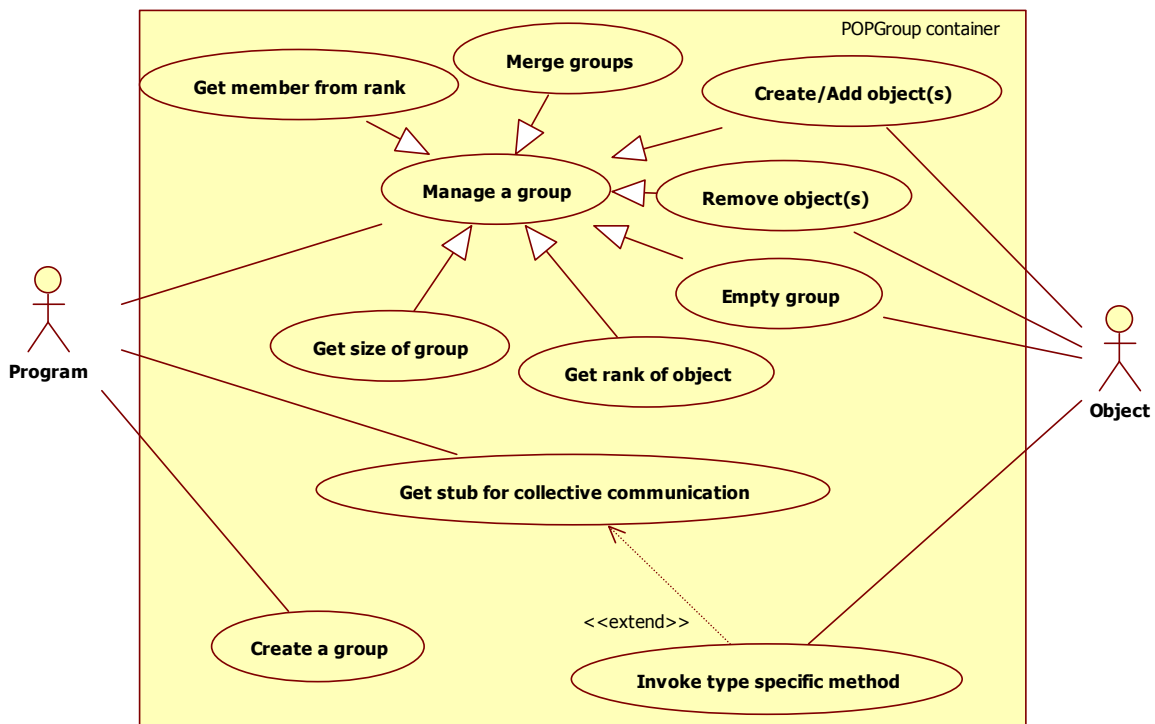 POPGroup container
Merge groups
Get member from rank
Create/Add object(s)
Manage a group
Remove object(s)
Empty group
Get size of group
Get rank of object
Program
Object
Get stub for collective communication
<<extend>>
Create a group
Invoke type specific method